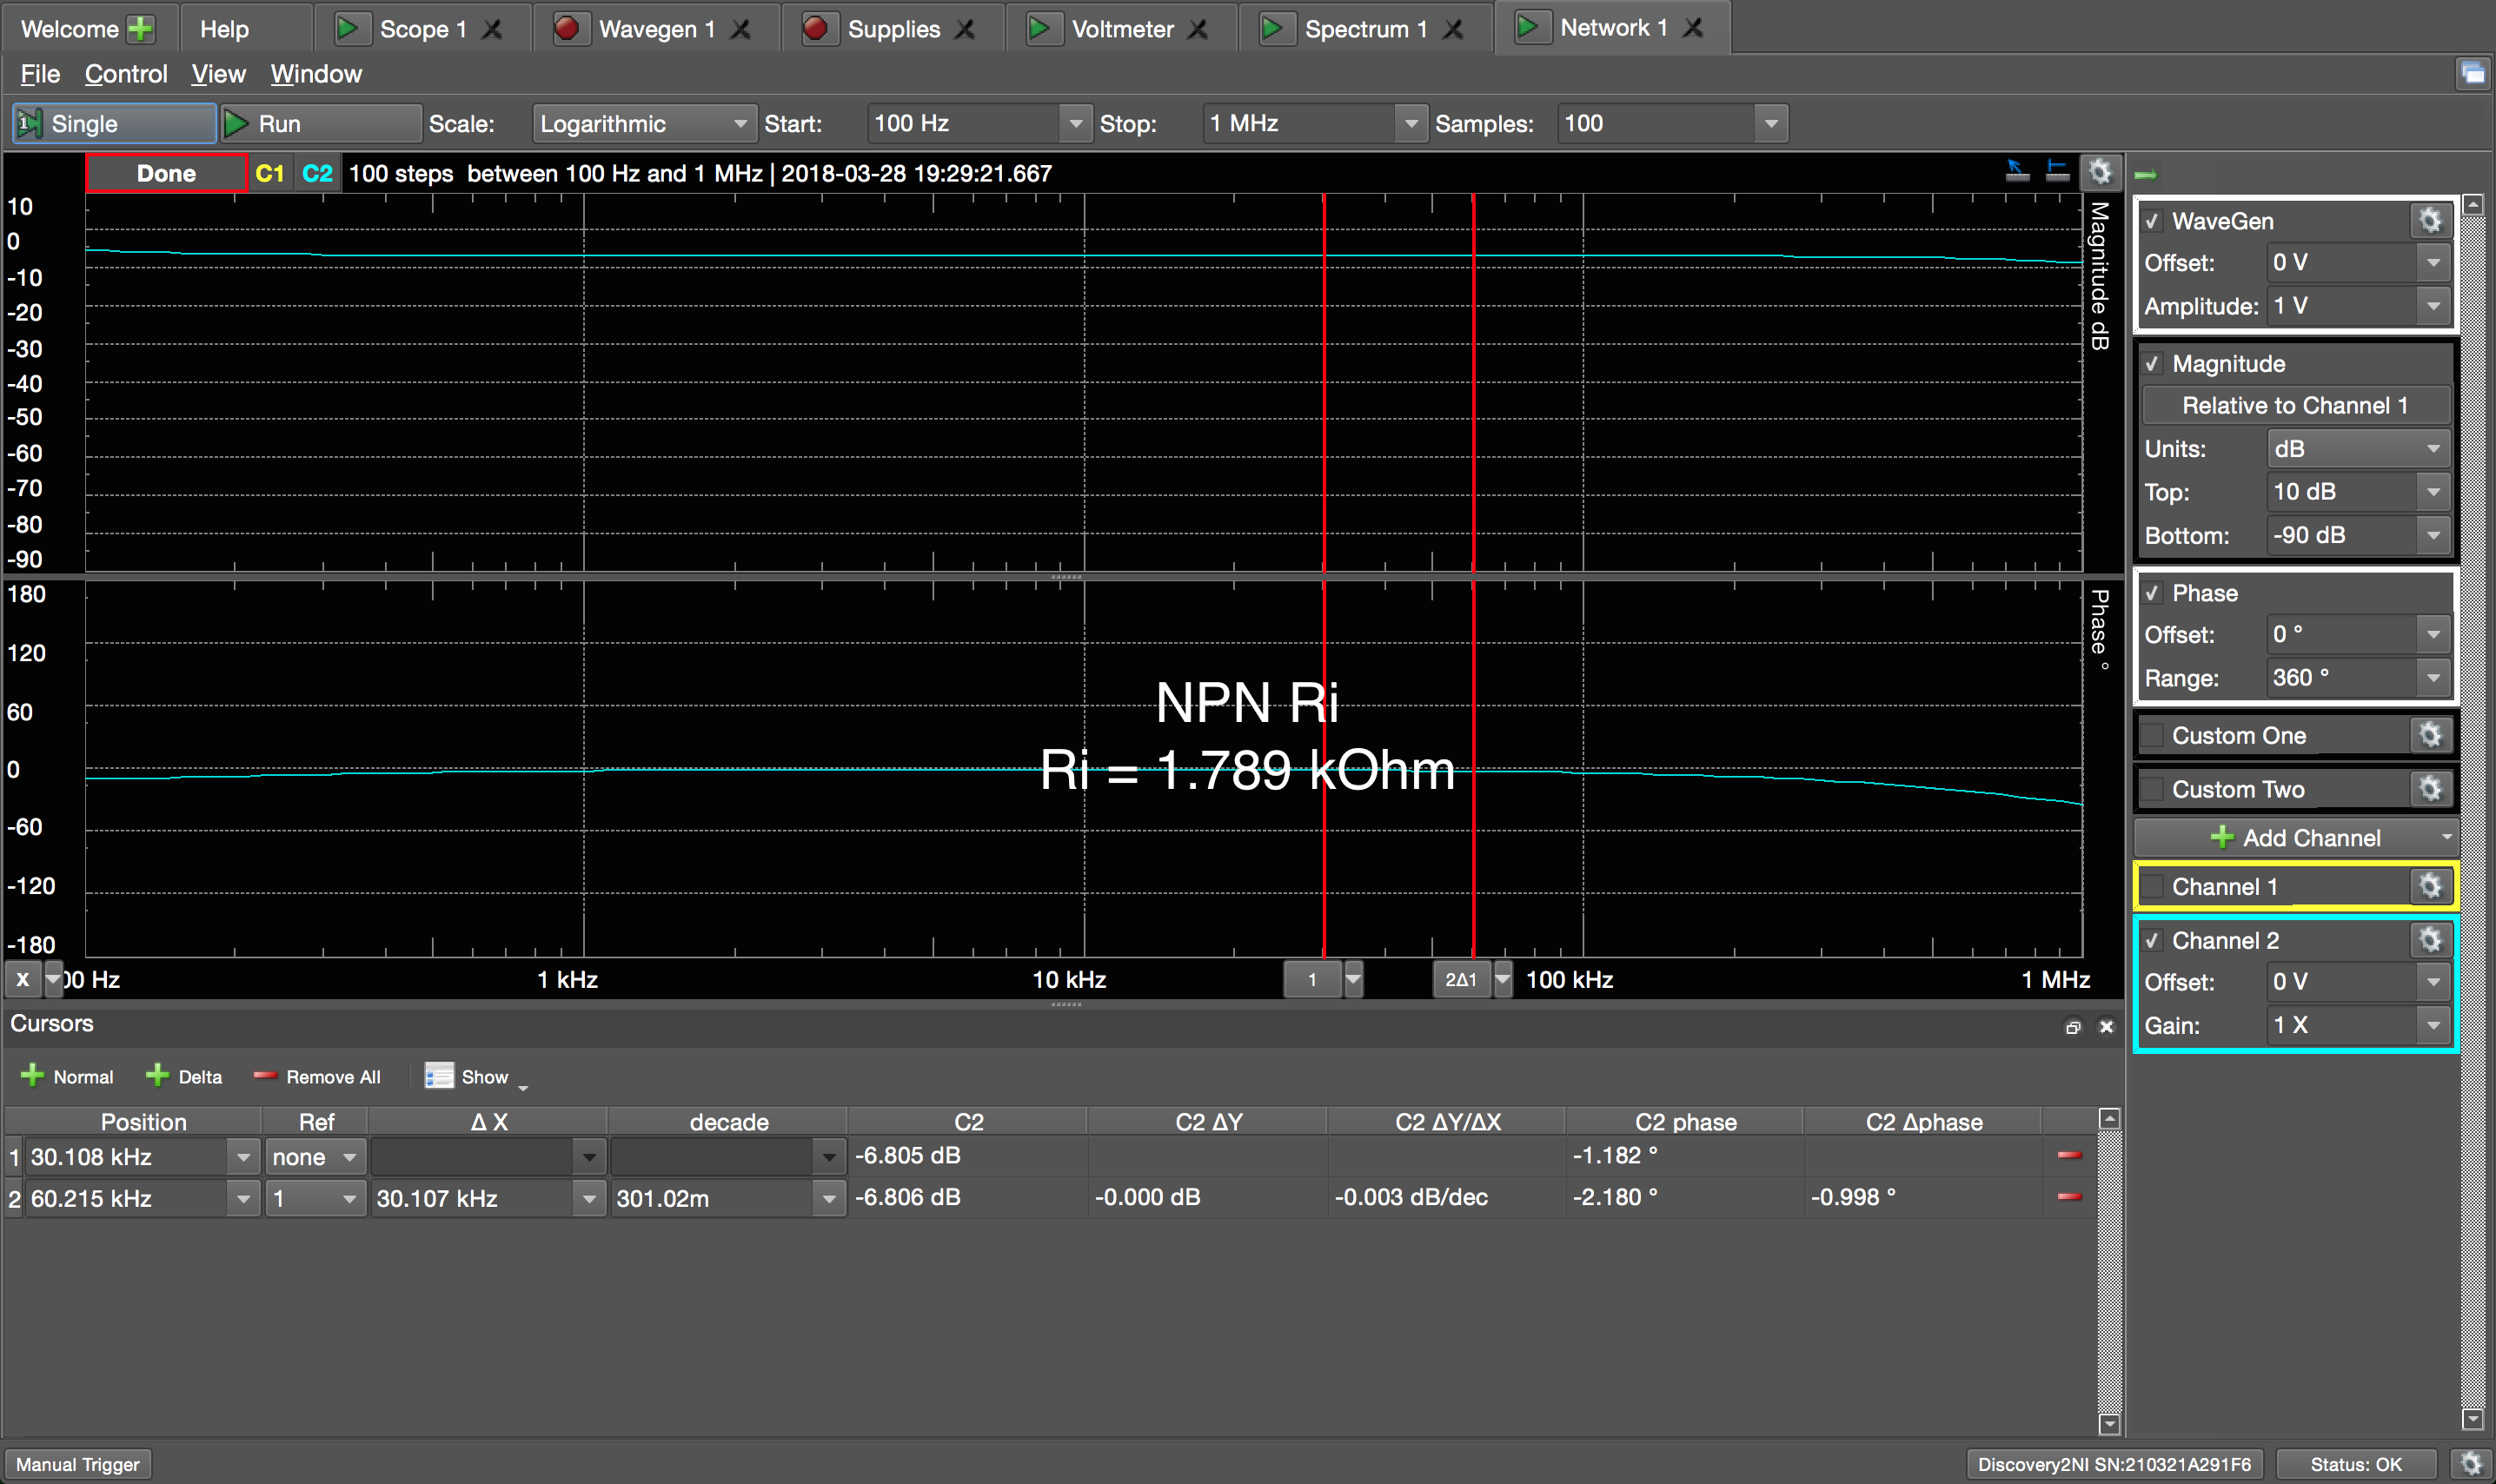 Welcome Help Scope 1 Wavegen 1 Supplies Voltmeter Spectrum 1 Network 1
File Control View Window
1 Single Run Scale: Logarithmic Start: 100 Hz Stop: 1 MHz Samples: 100
Done C1 C2 100 steps between 100 Hz and 1 MHz | 2018-03-28 19:29:21.667
10
0
-10
-20
-30
-40
-50
-60
-70
-80
-90
Magnitude dB
180
120
60
0
-60
-120
-180
Phase °
NPN Ri
Ri = 1.789 kOhm
X 00 Hz 1 kHz 10 kHz 1 2Δ1 100 kHz 1 MHz
WaveGen
Offset: 0 V
Amplitude: 1 V
Magnitude
Relative to Channel 1
Units: dB
Top: 10 dB
Bottom: -90 dB
Phase
Offset: 0 °
Range: 360 °
Custom One
Custom Two
Add Channel
Channel 1
Channel 2
Offset: 0 V
Gain: 1 X
Cursors
Normal Delta Remove All Show
Position Ref Δ X decade C2 C2 ΔY C2 ΔY/ΔX C2 phase C2 Δphase
1 30.108 kHz none -6.805 dB -1.182 °
2 60.215 kHz 1 30.107 kHz 301.02m -6.806 dB -0.000 dB -0.003 dB/dec -2.180 ° -0.998 °
Manual Trigger Discovery2NI SN:210321A291F6 Status: OK